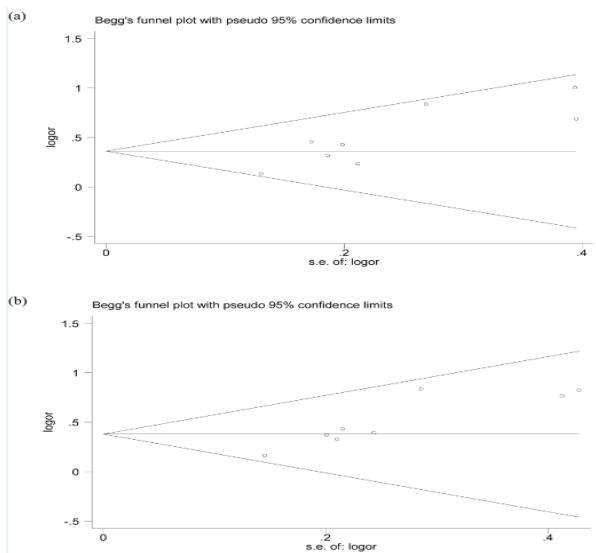 (a)
Begg's funnel plot with pseudo 95% confidence limits
1.5
1
.5
0
-.5
logor
0
.2
.4
s.e. of: logor
(b)
Begg's funnel plot with pseudo 95% confidence limits
1.5
1
.5
0
-.5
logor
0
.2
.4
s.e. of: logor